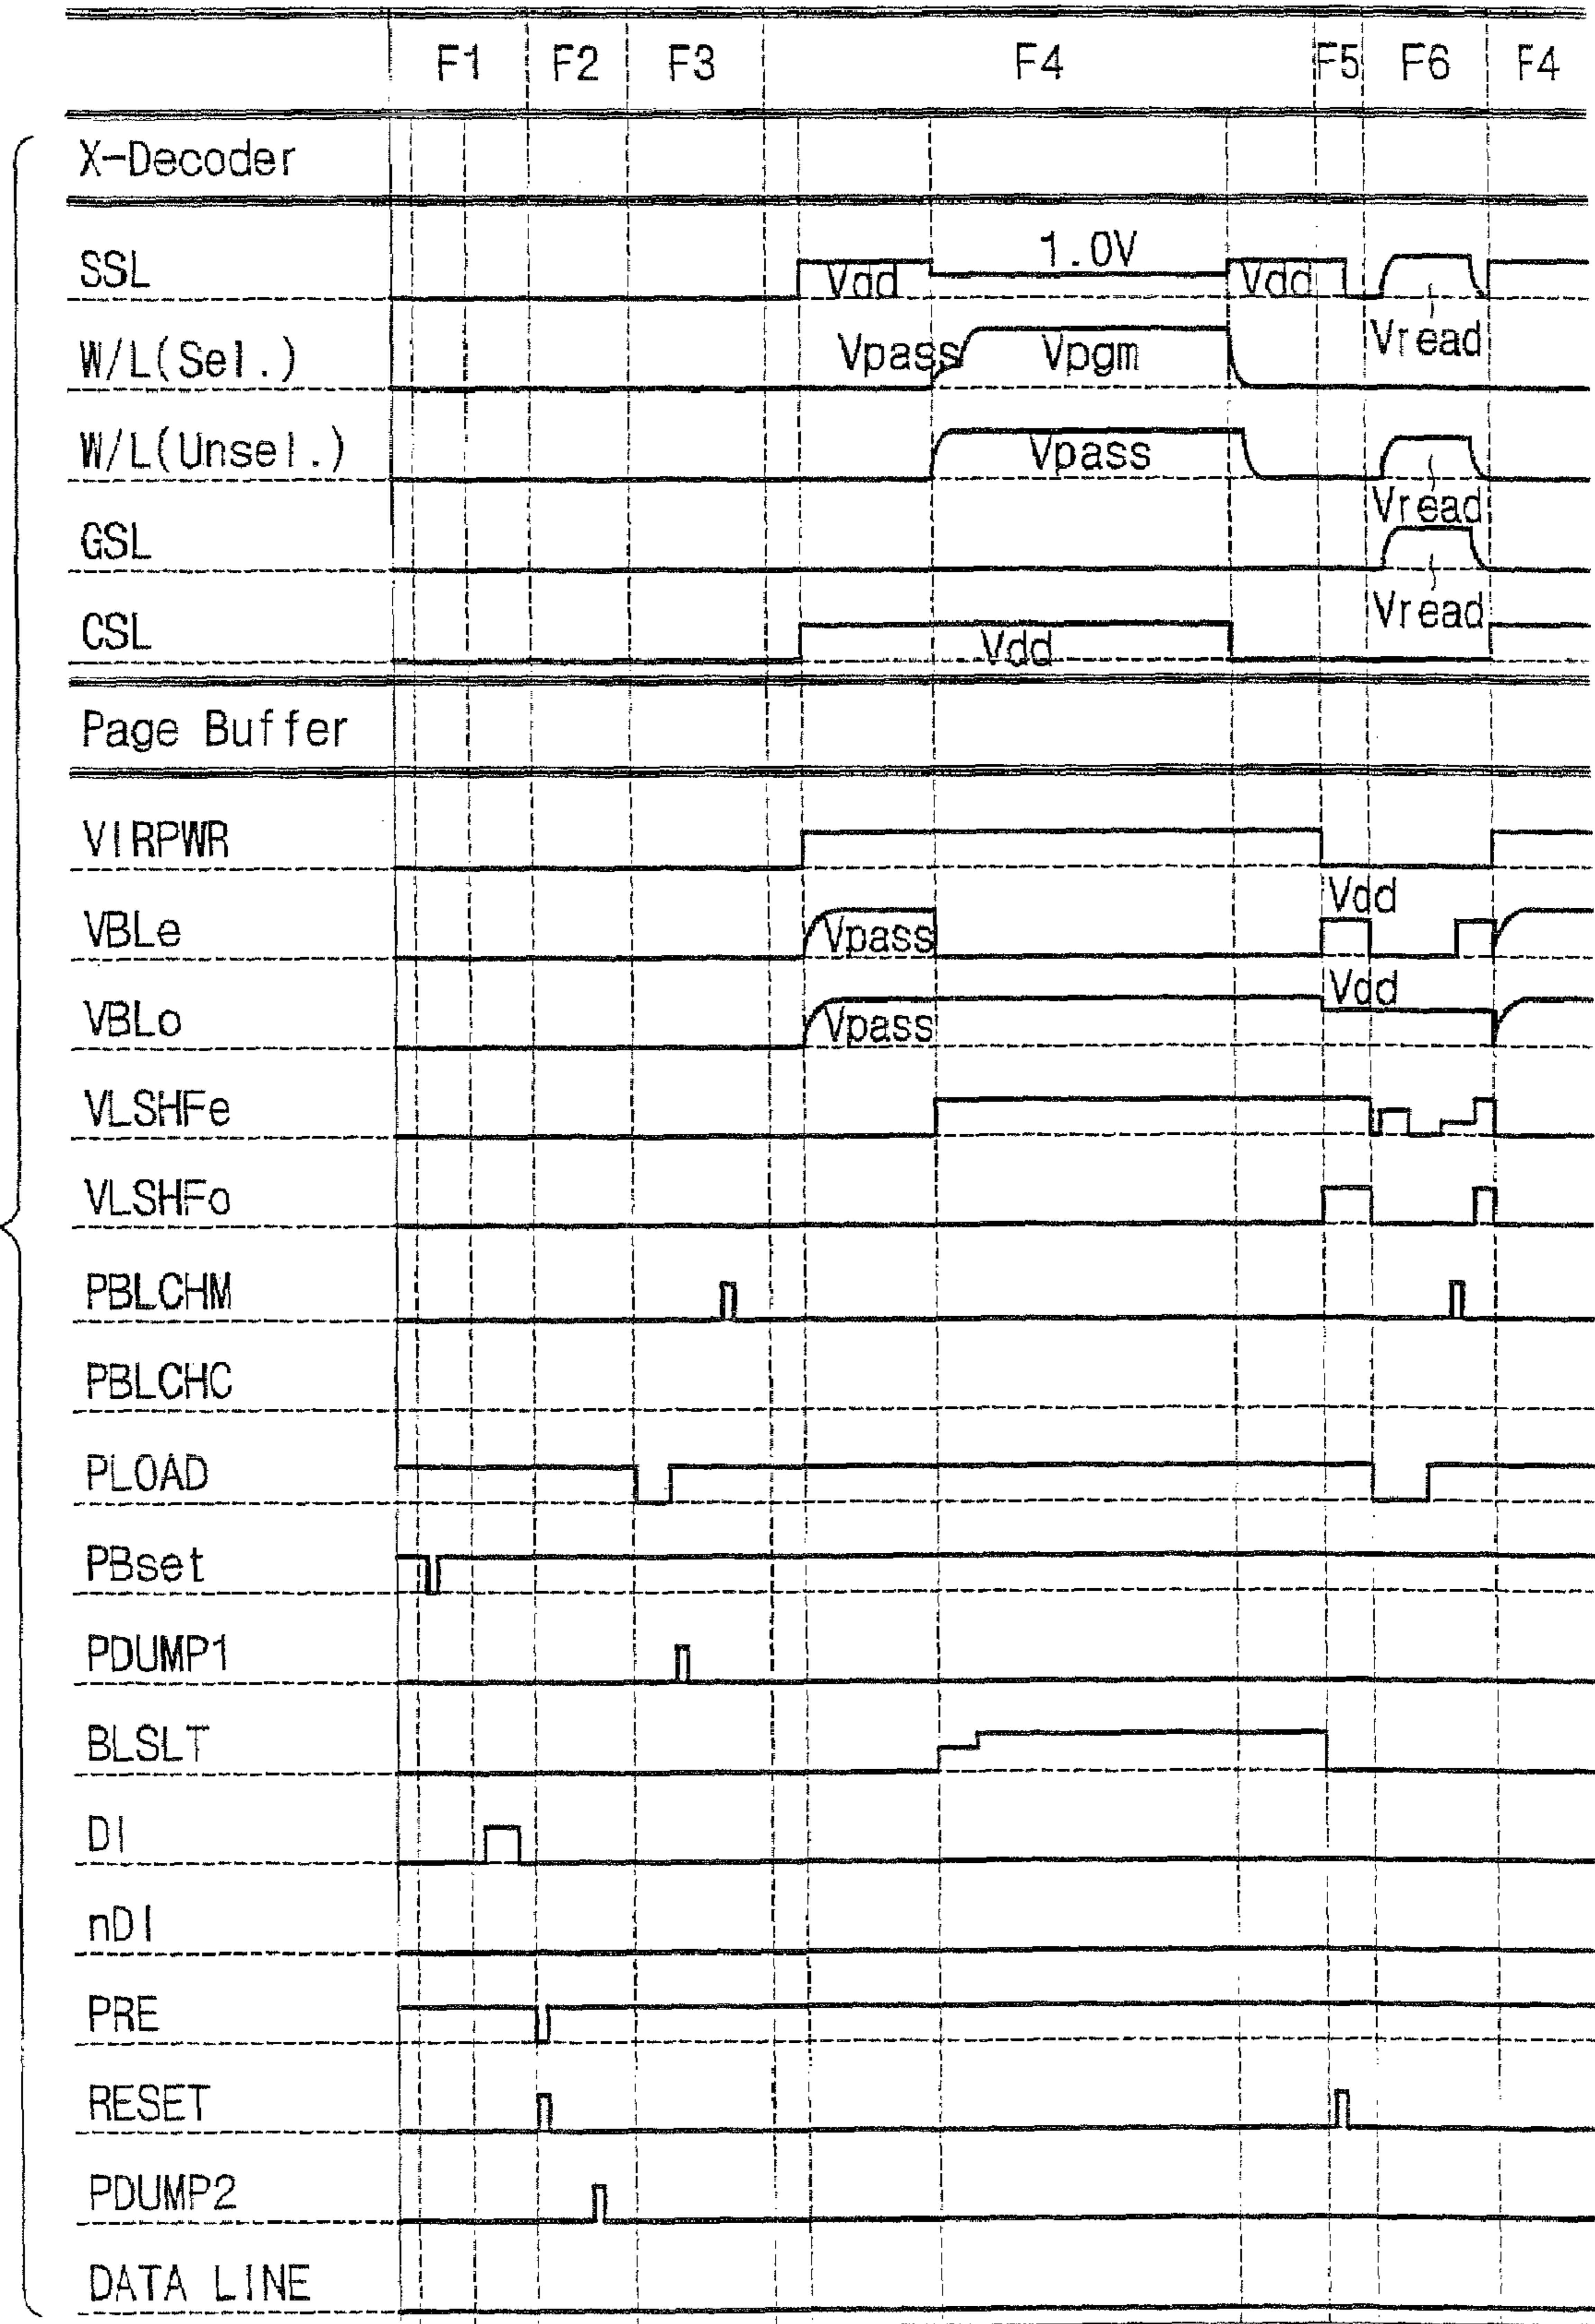 F1 F2 F3 F4 F5 F6 F4
X-Decoder
SSL Vdd 1.0V Vdd
W/L(Sel.) Vpass Vpgm Vread
W/L(Unsel.) Vpass
Vread
GSL
Vread
CSL Vdd
Page Buffer
VIRPWR
Vdd
VBLe Vpass
Vdd
VBLo Vpass
VLSHFe
VLSHFo
PBLCHM
PBLCHC
PLOAD
PBset
PDUMP1
BLSLT
DI
nDI
PRE
RESET
PDUMP2
DATA LINE